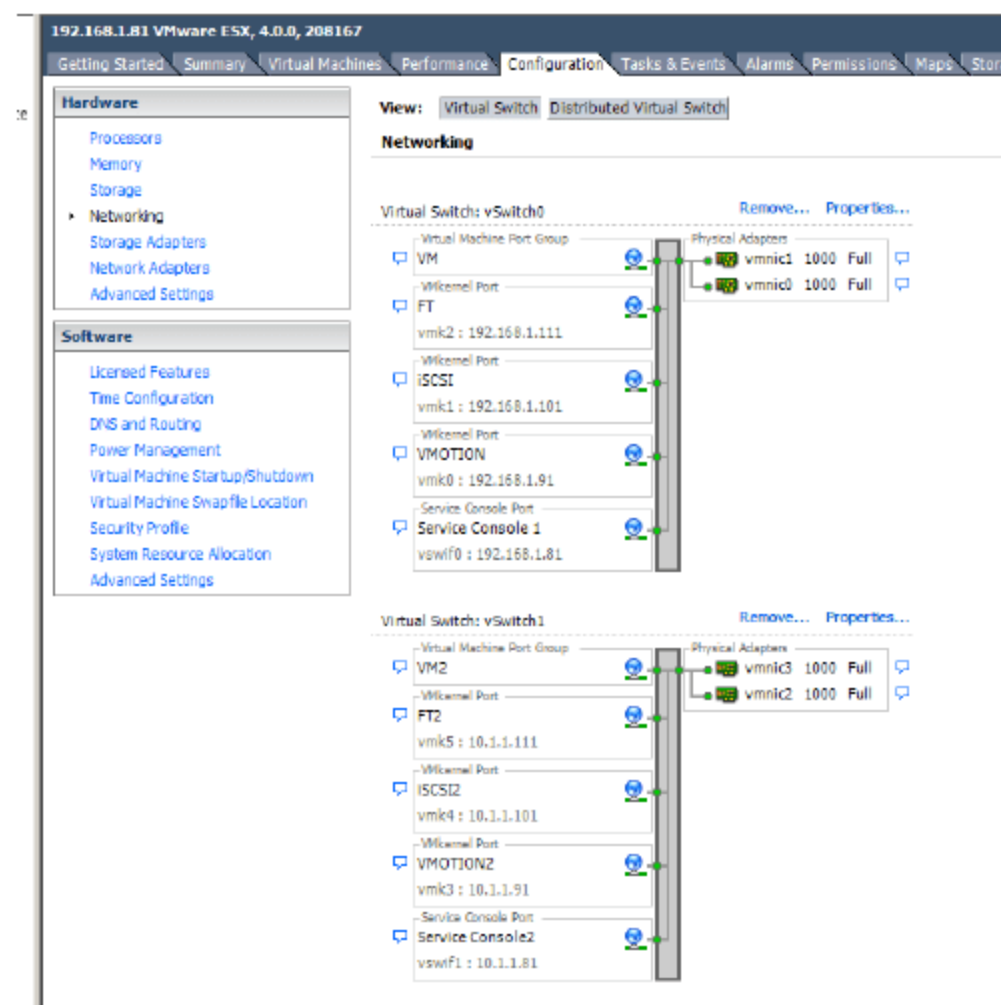 192.168.1.81 VMware ESX, 4.0.0, 208167
Getting Started Summary Virtual Machines Performance Configuration Tasks & Events Alarms Permissions Maps Stor
Hardware
Processors
Memory
Storage
Networking
Storage Adapters
Network Adapters
Advanced Settings
Software
Licensed Features
Time Configuration
DNS and Routing
Power Management
Virtual Machine Startup/Shutdown
Virtual Machine Swapfile Location
Security Profile
System Resource Allocation
Advanced Settings
View: Virtual Switch Distributed Virtual Switch
Networking
Virtual Switch: vSwitch0 Remove... Properties...
Virtual Machine Port Group
VM
Physical Adapters
vmnic1 1000 Full
vmnic0 1000 Full
VMkernel Port
FT
vmk2 : 192.168.1.111
VMkernel Port
iSCSI
vmk1 : 192.168.1.101
VMkernel Port
VMOTION
vmk0 : 192.168.1.91
Service Console Port
Service Console 1
vswif0 : 192.168.1.81
Virtual Switch: vSwitch1 Remove... Properties...
Virtual Machine Port Group
VM2
Physical Adapters
vmnic3 1000 Full
vmnic2 1000 Full
VMkernel Port
FT2
vmk5 : 10.1.1.111
VMkernel Port
iSCSI2
vmk4 : 10.1.1.101
VMkernel Port
VMOTION2
vmk3 : 10.1.1.91
Service Console Port
Service Console2
vswif1 : 10.1.1.81